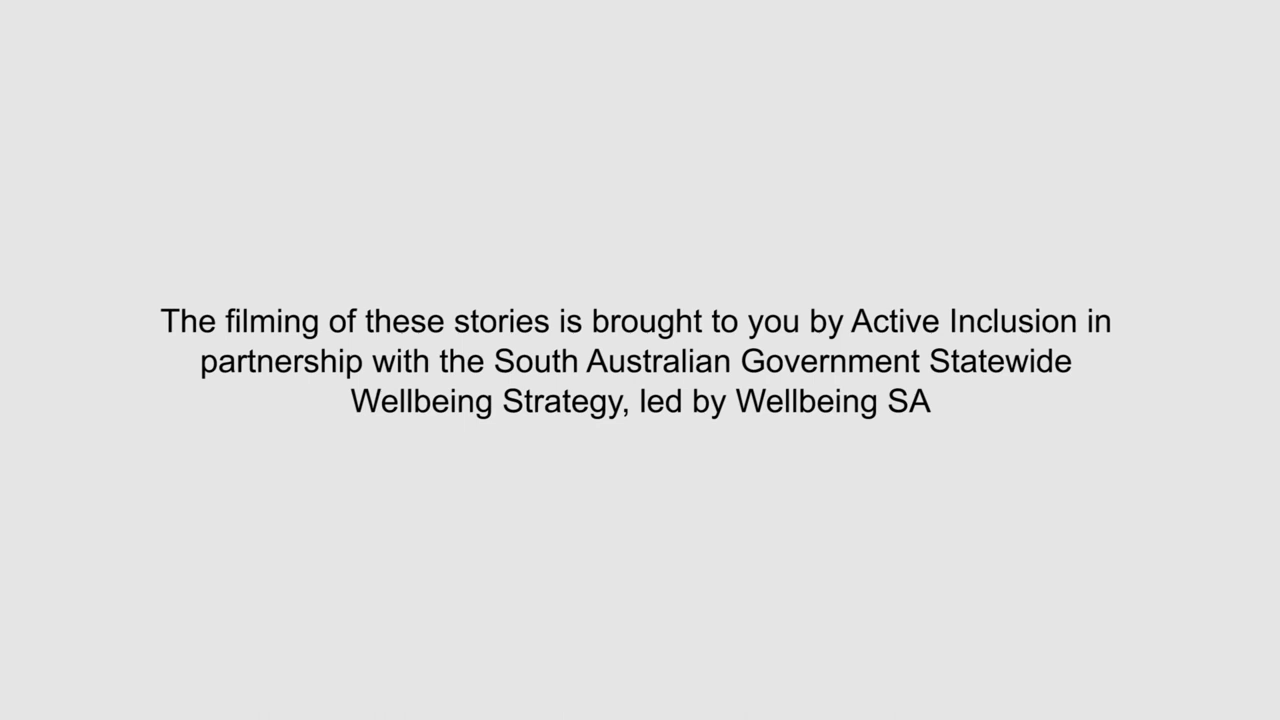 The filming of these stories is brought to you by Active Inclusion in
partnership with the South Australian Government Statewide
Wellbeing Strategy, led by Wellbeing SA